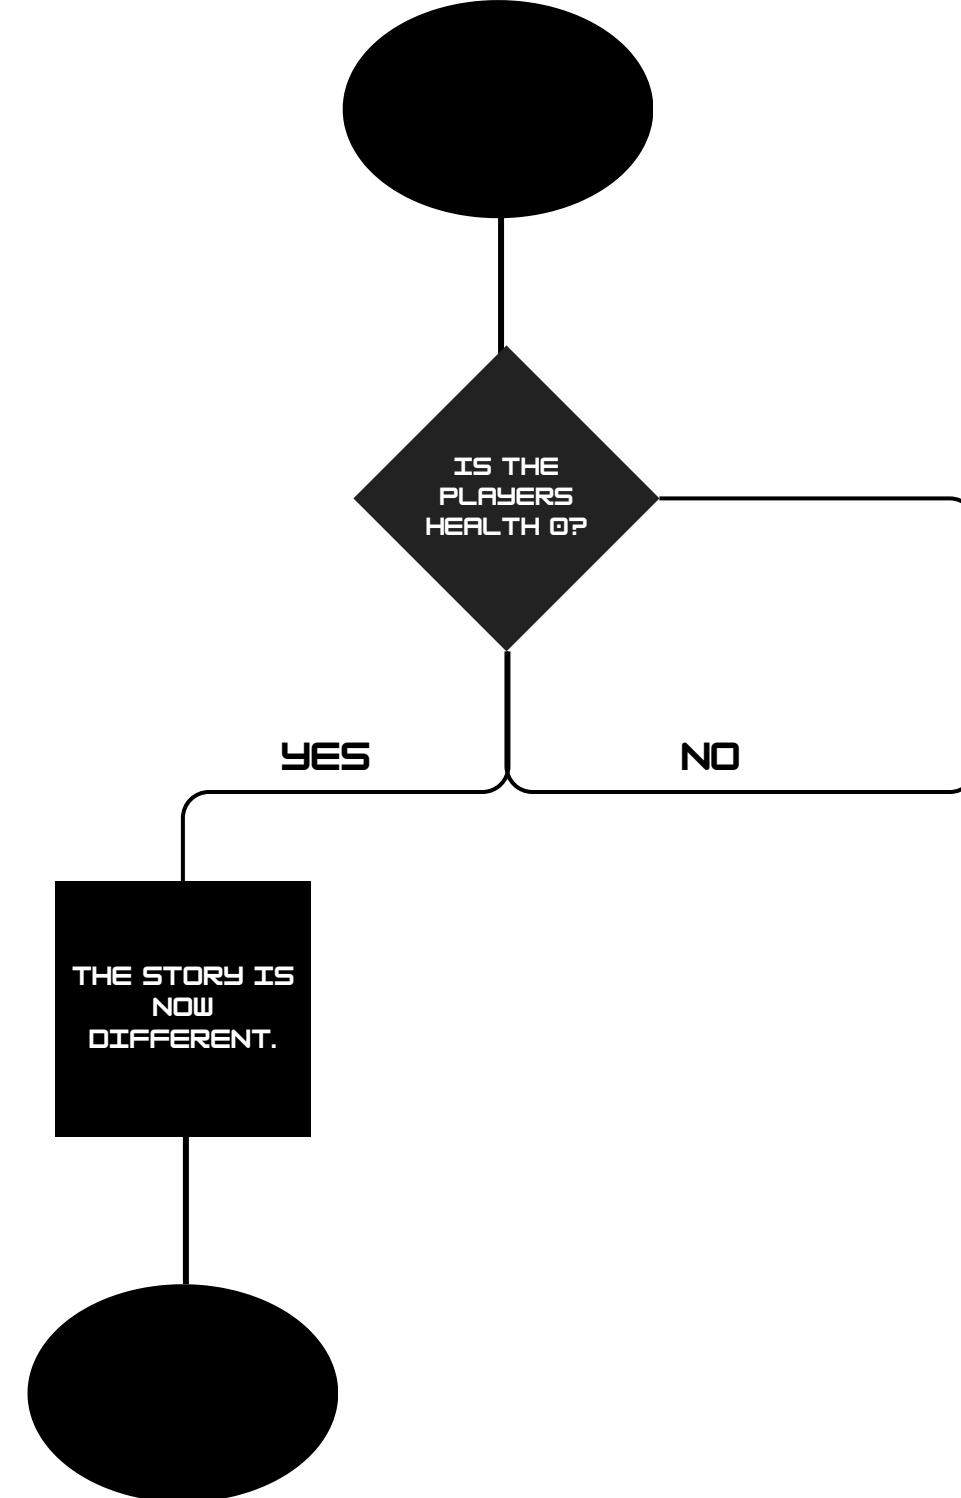 IS THE
PLAYERS
HEALTH 0?
YES
NO
THE STORY IS
NOW
DIFFERENT.